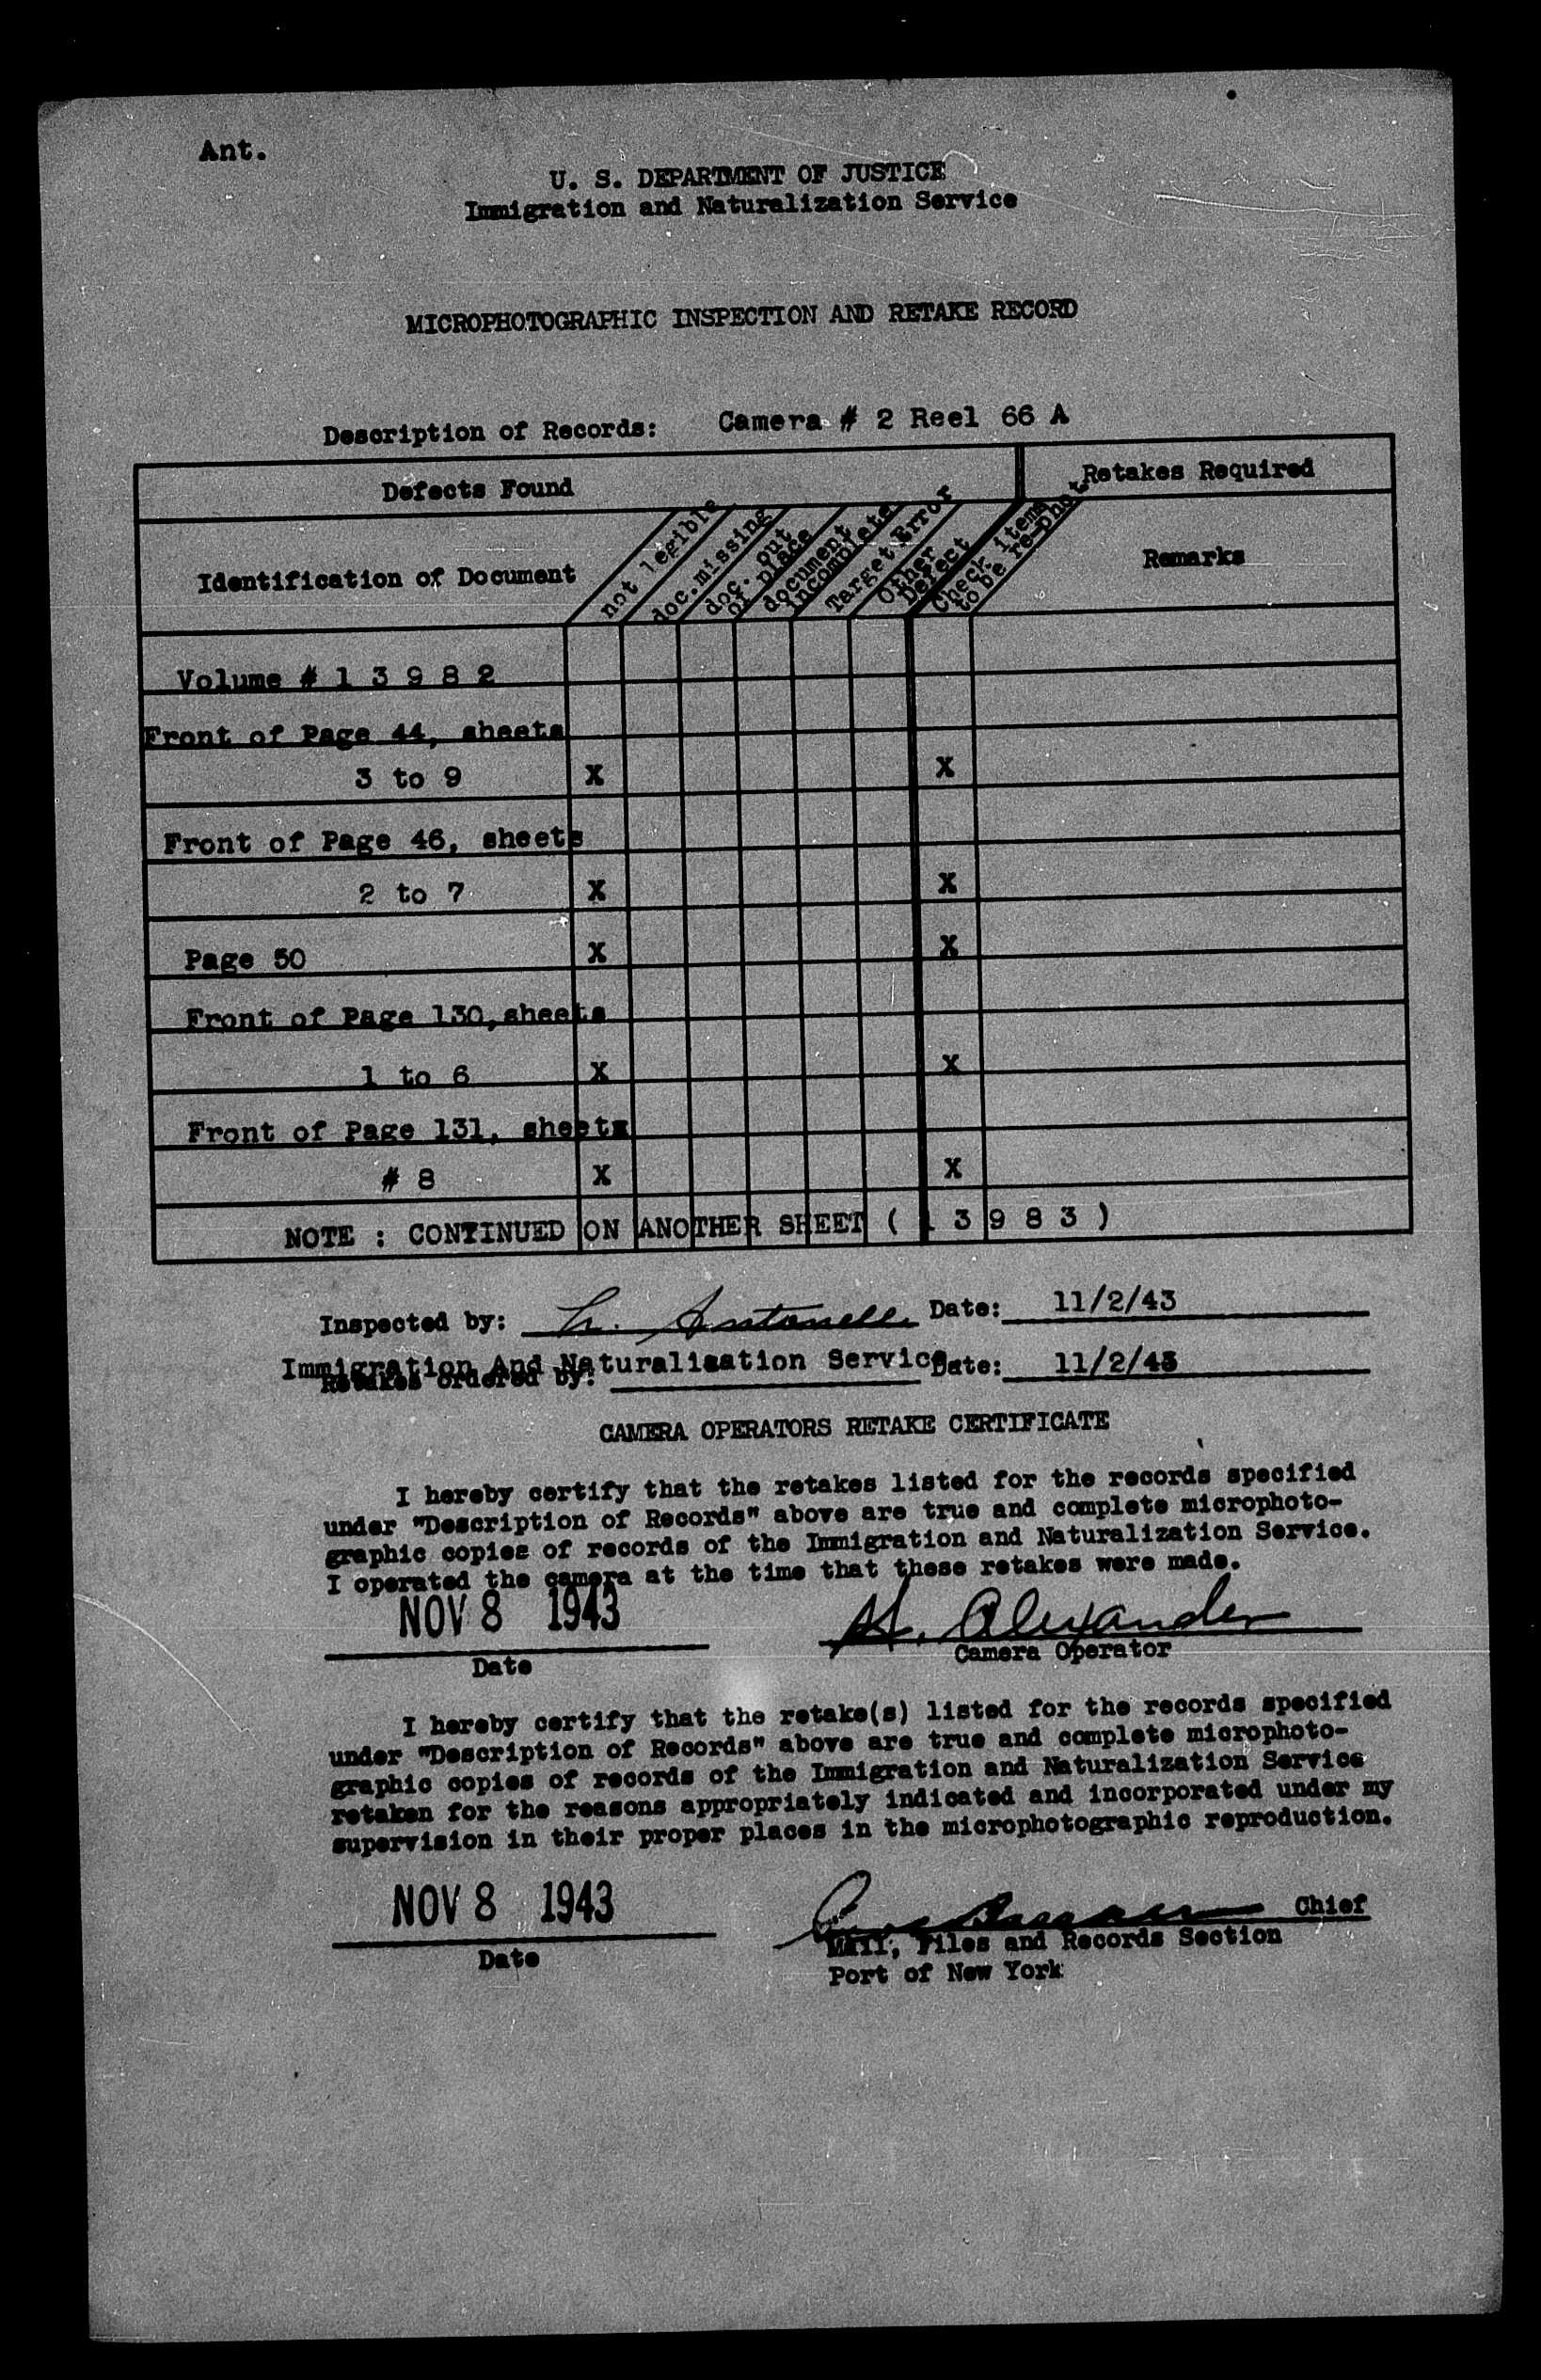 Ant.
U. S. DEPARTMENT OF JUSTICE
Immigration and Naturalization Service
MICROPHOTOGRAPHIC INSPECTION AND RETAKE RECORD
Description of Records: Camera # 2 Reel 66 A
Defects Found
Retakes Required
Identification of Document
not legible
doc.missing
doc. out
of place
document
incomplete
Target Error
Other
Defect
Check items
to be re-phot
Remarks
Volume # 1 3 9 8 2
Front of Page 44, sheets
3 to 9 X X
Front of Page 46, sheets
2 to 7 X X
Page 50 X X
Front of Page 130, sheets
1 to 6 X X
Front of Page 131, sheets
# 8 X X
NOTE : CONTINUED ON ANOTHER SHEET ( 1 3 9 8 3 )
Inspected by: Date: 11/2/43
Immigration And Naturalization Service
Retakes ordered by: Date: 11/2/43
CAMERA OPERATORS RETAKE CERTIFICATE
I hereby certify that the retakes listed for the records specified
under "Description of Records" above are true and complete microphoto-
graphic copies of records of the Immigration and Naturalization Service.
I operated the camera at the time that these retakes were made.
NOV 8 1943
H. Alexander
Date
Camera Operator
I hereby certify that the retake(s) listed for the records specified
under "Description of Records" above are true and complete microphoto-
graphic copies of records of the Immigration and Naturalization Service
retaken for the reasons appropriately indicated and incorporated under my
supervision in their proper places in the microphotographic reproduction.
NOV 8 1943
Chief
Date
Mail, Files and Records Section
Port of New York